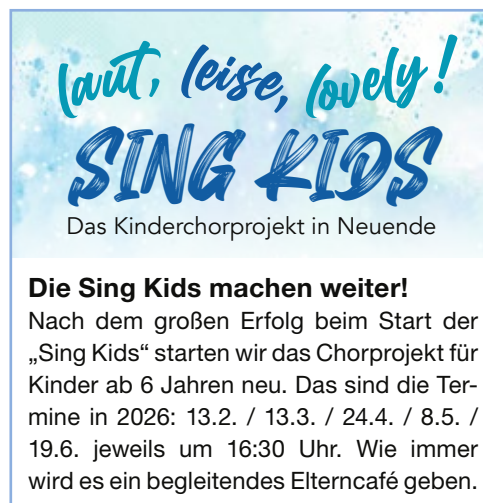 laut, leise, lovely!
SING KIDS
Das Kinderchorprojekt in Neuende
Die Sing Kids machen weiter!
Nach dem großen Erfolg beim Start der
„Sing Kids“ starten wir das Chorprojekt für
Kinder ab 6 Jahren neu. Das sind die Ter-
mine in 2026: 13.2. / 13.3. / 24.4. / 8.5. /
19.6. jeweils um 16:30 Uhr. Wie immer
wird es ein begleitendes Elterncafé geben.